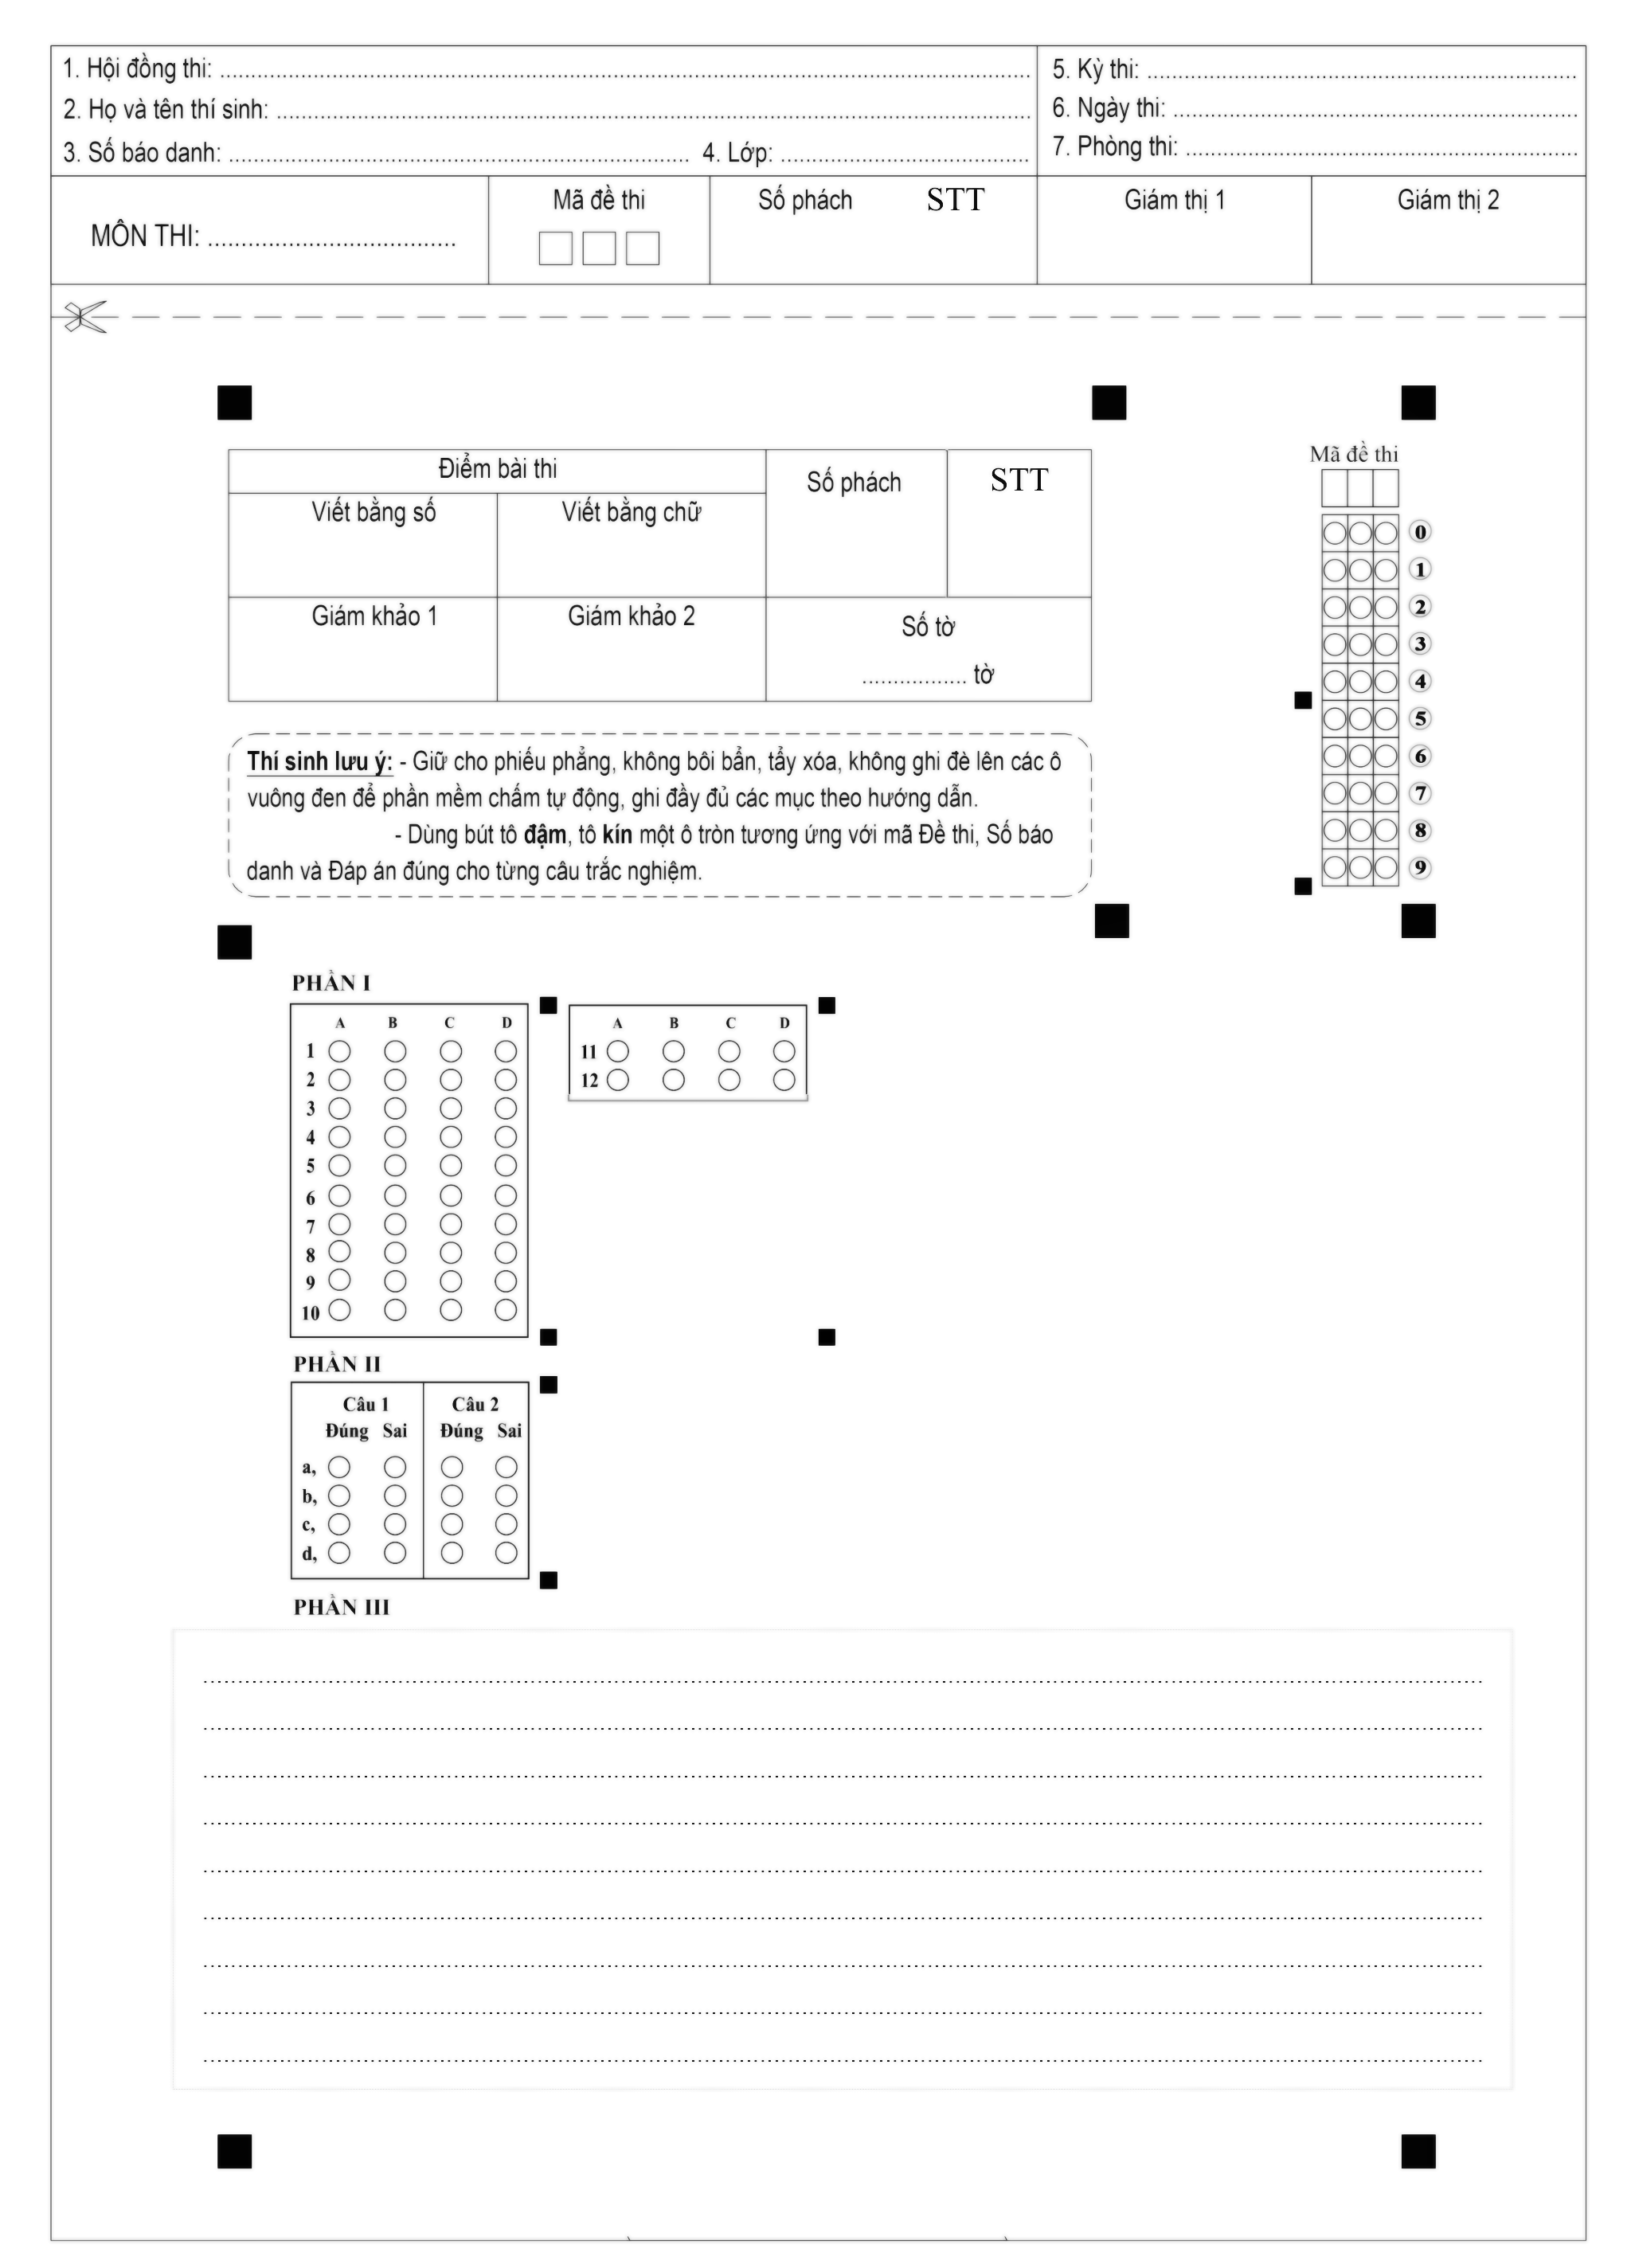 1. Hội đồng thi: ..........
2. Họ và tên thí sinh: ..........
3. Số báo danh: .......... 4. Lớp: ..........
5. Kỳ thi: ..........
6. Ngày thi: ..........
7. Phòng thi: ..........
MÔN THI: ..........
Mã đề thi
Số phách STT
Giám thị 1
Giám thị 2
Điểm bài thi
Viết bằng số
Viết bằng chữ
Số phách
STT
Giám khảo 1
Giám khảo 2
Số tờ
.......... tờ
Mã đề thi
0
1
2
3
4
5
6
7
8
9
Thí sinh lưu ý: - Giữ cho phiếu phẳng, không bôi bẩn, tẩy xóa, không ghi đè lên các ô
vuông đen để phần mềm chấm tự động, ghi đầy đủ các mục theo hướng dẫn.
- Dùng bút tô đậm, tô kín một ô tròn tương ứng với mã Đề thi, Số báo
danh và Đáp án đúng cho từng câu trắc nghiệm.
PHẦN I
A B C D
1
2
3
4
5
6
7
8
9
10
A B C D
11
12
PHẦN II
Câu 1 Câu 2
Đúng Sai Đúng Sai
a,
b,
c,
d,
PHẦN III